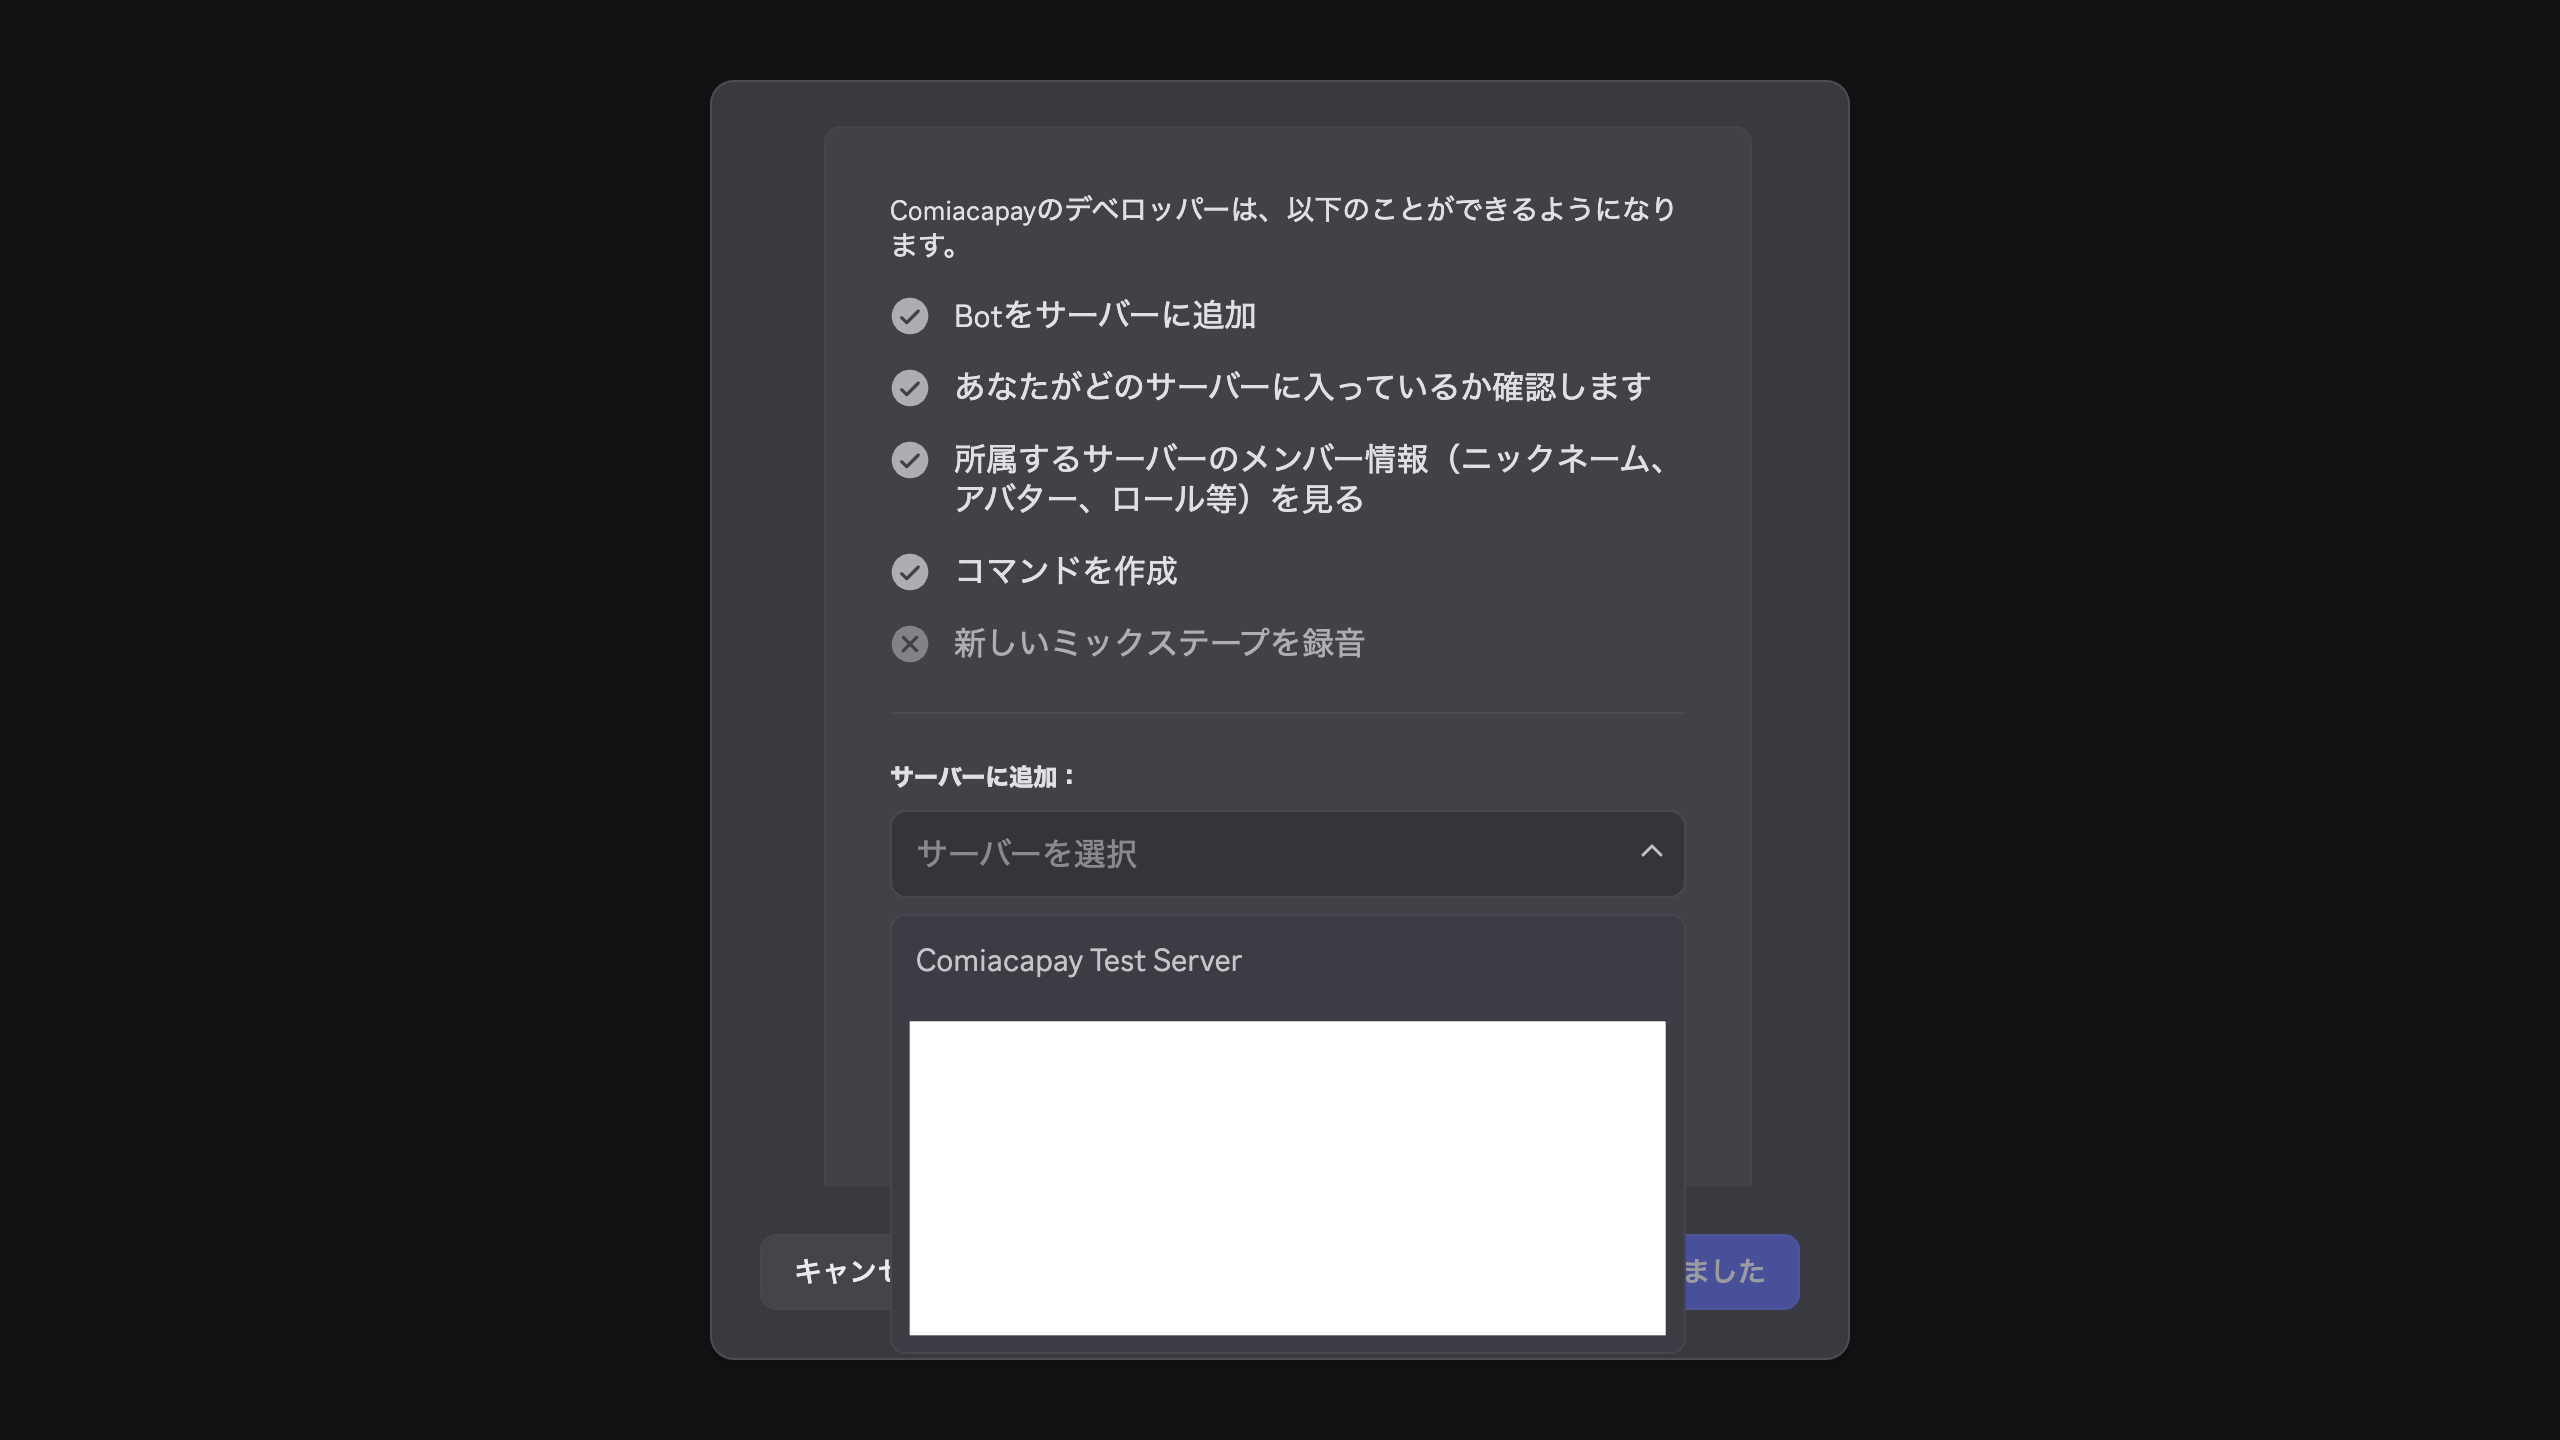 Comiacapayのデベロッパーは、以下のことができるようになり
ます。
Botをサーバーに追加
あなたがどのサーバーに入っているか確認します
所属するサーバーのメンバー情報（ニックネーム、
アバター、ロール等）を見る
コマンドを作成
新しいミックステープを録音
サーバーに追加：
サーバーを選択
Comiacapay Test Server
キャンセ
ました